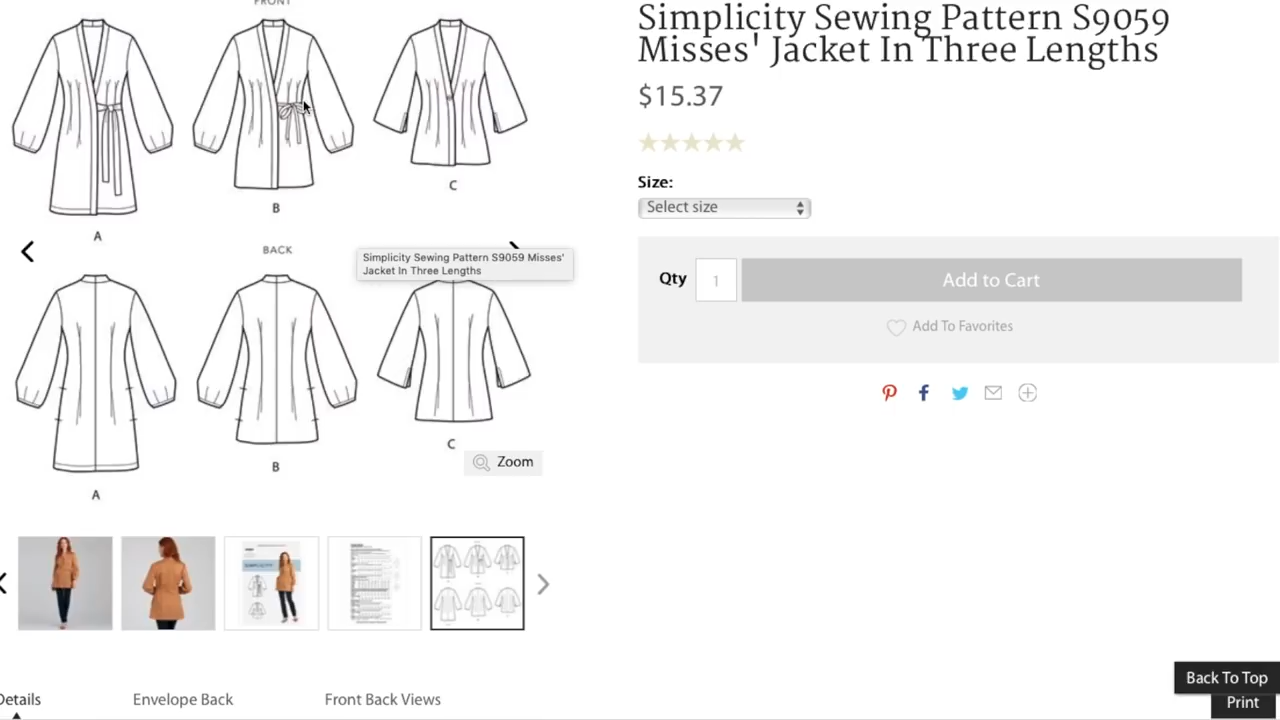 FRONT
Simplicity Sewing Pattern S9059
Misses' Jacket In Three Lengths
$15.37
Size:
Select size
A
B
C
BACK
Simplicity Sewing Pattern S9059 Misses'
Jacket In Three Lengths
Qty
1
Add to Cart
Add To Favorites
A
B
C
Zoom
SIMPLICITY
Details
Envelope Back
Front Back Views
Back To Top
Print